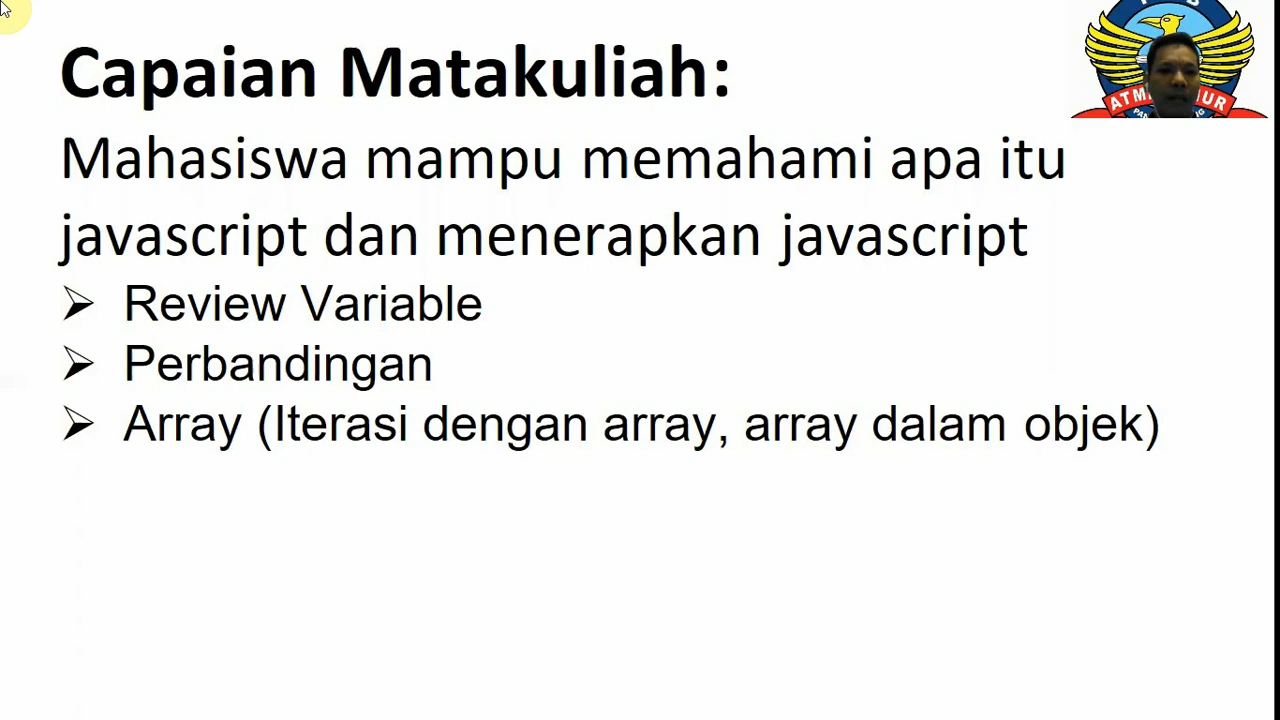 Capaian Matakuliah:
Mahasiswa mampu memahami apa itu
javascript dan menerapkan javascript
➢ Review Variable
➢ Perbandingan
➢ Array (Iterasi dengan array, array dalam objek)